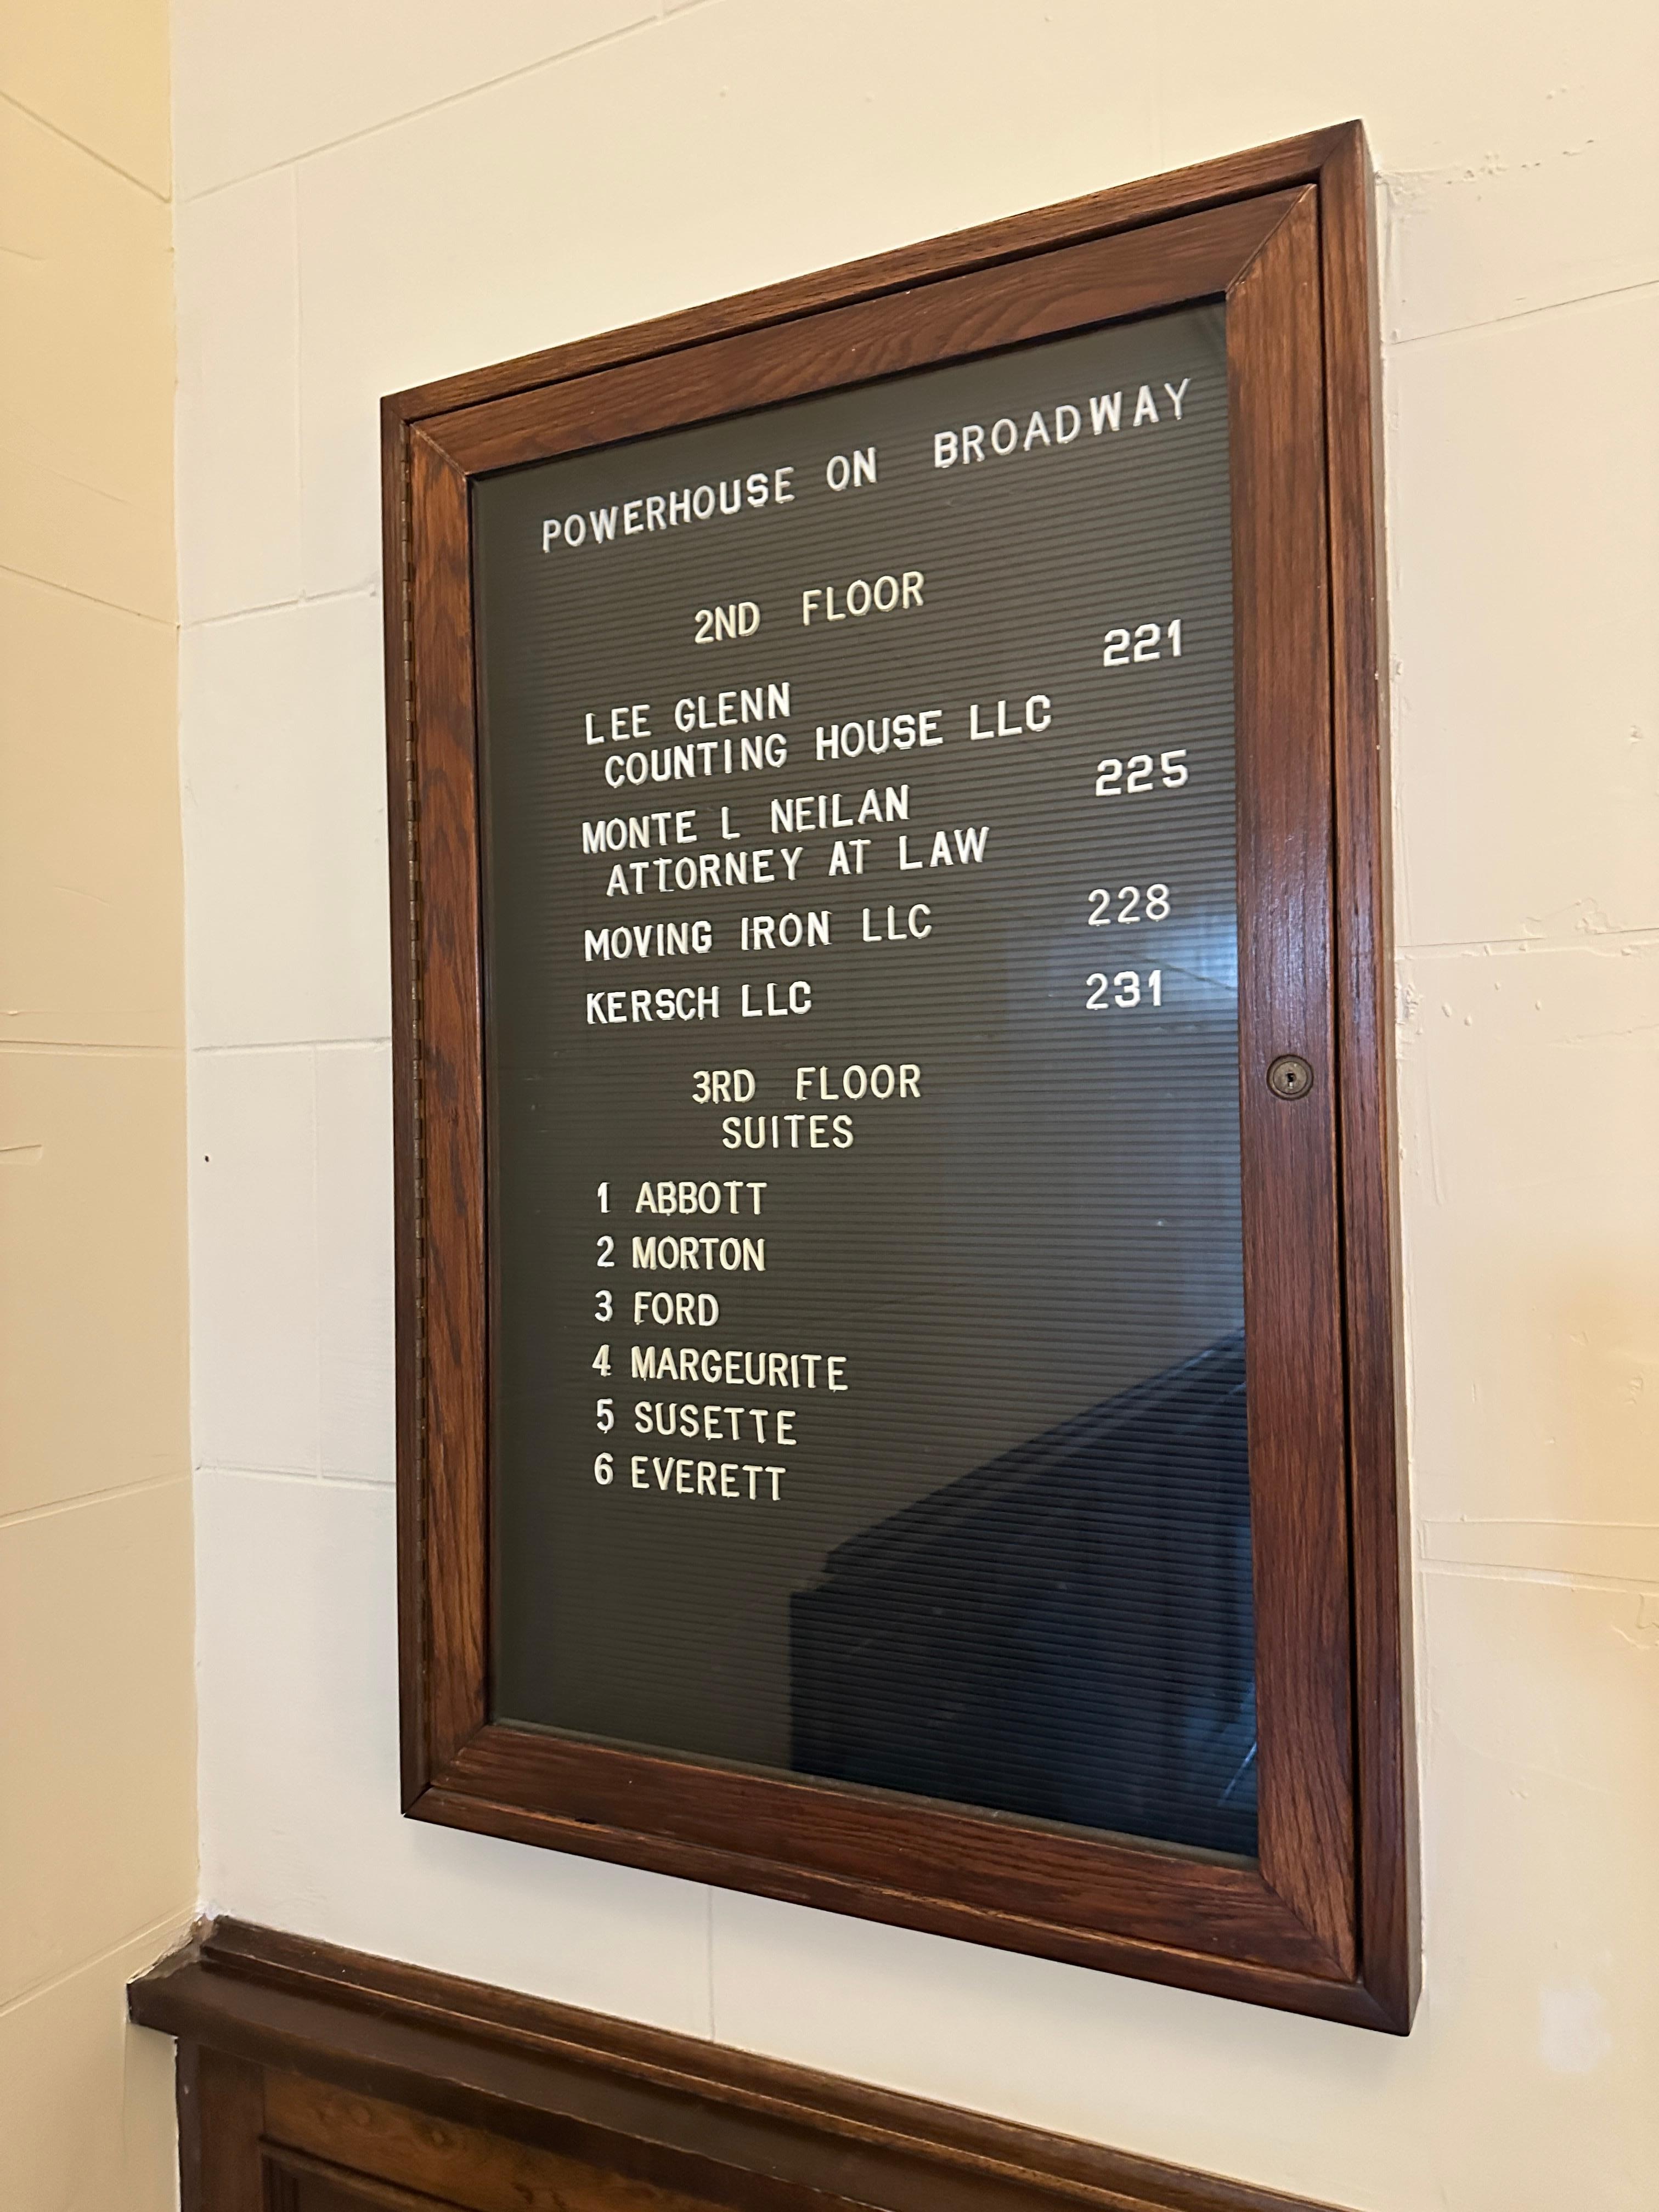 POWERHOUSE ON BROADWAY
2ND FLOOR
221
LEE GLENN
COUNTING HOUSE LLC
225
MONTE L NEILAN
ATTORNEY AT LAW
MOVING IRON LLC 228
KERSCH LLC 231
3RD FLOOR
SUITES
1 ABBOTT
2 MORTON
3 FORD
4 MARGEURITE
5 SUSETTE
6 EVERETT